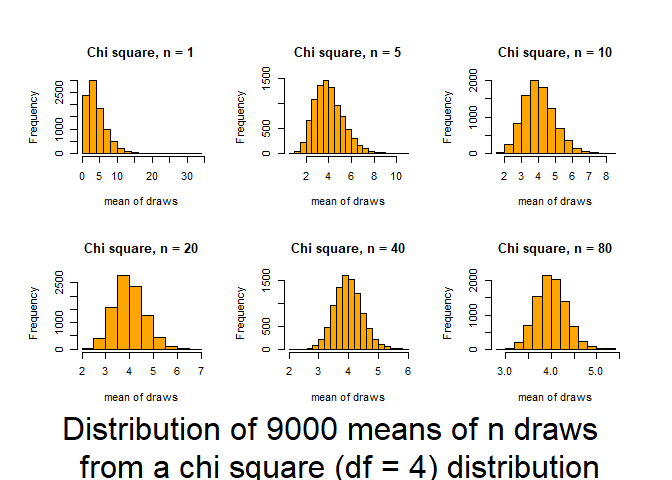 Chi square, n = 1
Frequency
0 1000 2500
0 5 10 20 30
mean of draws
Chi square, n = 5
Frequency
0 500 1500
2 4 6 8 10
mean of draws
Chi square, n = 10
Frequency
0 1000 2000
2 3 4 5 6 7 8
mean of draws
Chi square, n = 20
Frequency
0 1000 2500
2 3 4 5 6 7
mean of draws
Chi square, n = 40
Frequency
0 500 1500
2 3 4 5 6
mean of draws
Chi square, n = 80
Frequency
0 1000 2000
3.0 4.0 5.0
mean of draws
Distribution of 9000 means of n draws
from a chi square (df = 4) distribution